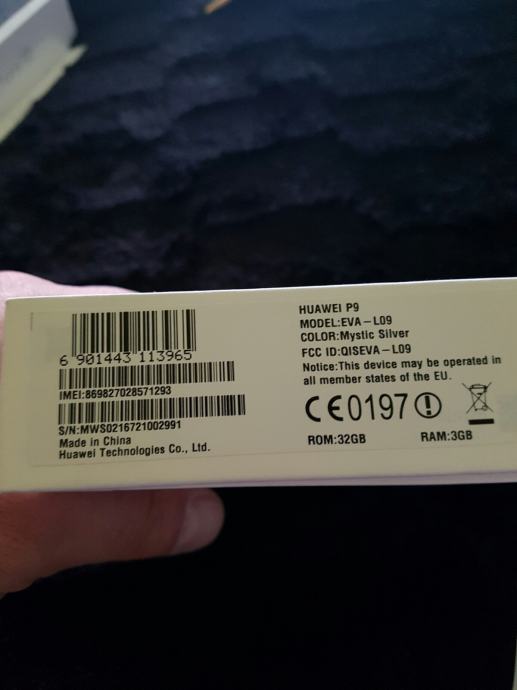 6 901443 113965
IMEI:869827028571293
S/N:MWS0216721002991
Made in China
Huawei Technologies Co., Ltd.
HUAWEI P9
MODEL:EVA-L09
COLOR:Mystic Silver
FCC ID:QISEVA-L09
Notice:This device may be operated in
all member states of the EU.
CE0197
ROM:32GB RAM:3GB